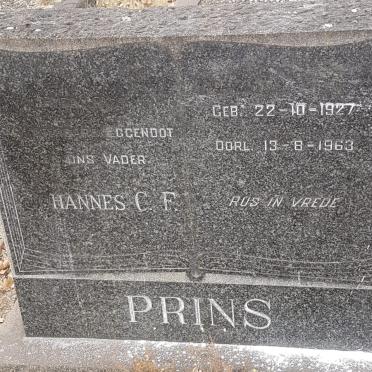 EGGENOOT
ONS VADER
HANNES C. F.
GEB. 22-10-1927
OORL. 13-8-1963
RUS IN VREDE
PRINS